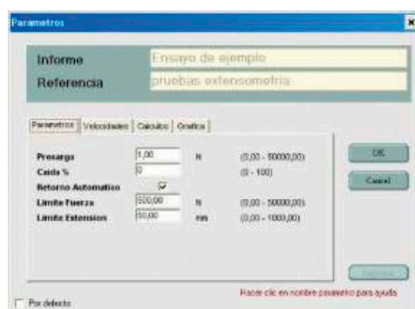 Parametros
Informe Ensayo de ejemplo
Referencia pruebas extensometria
Parametros Velocidades Calculos Grafica
Precarga 1,00 N (0,00 - 50000,00)
Caida % 0 (0 - 100)
Retorno Automatico
Limite Fuerza 500,00 N (0,00 - 50000,00)
Limite Extension 80,00 mm (0,00 - 1000,00)
OK
Cancel
Hacer clic en nombre parametro para ayuda
Por defecto